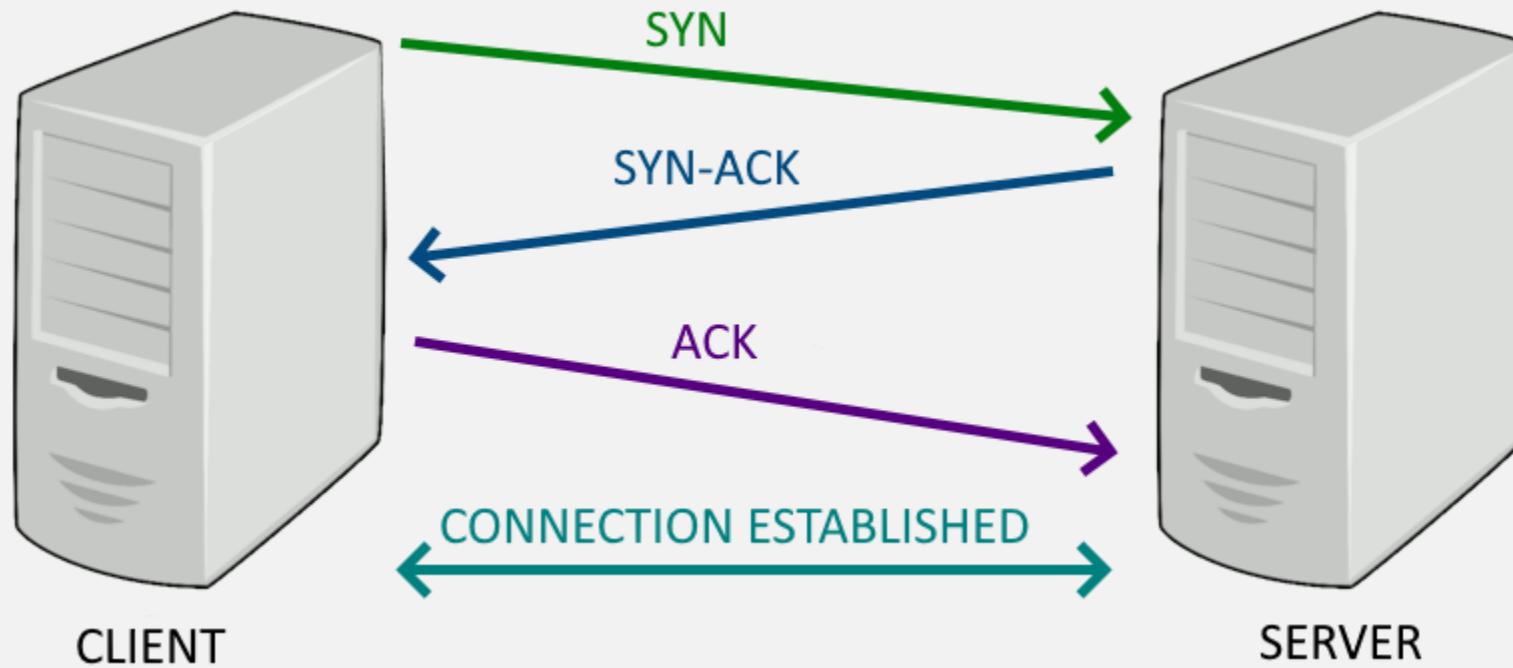 SYN
SYN-ACK
ACK
CONNECTION ESTABLISHED
CLIENT
SERVER